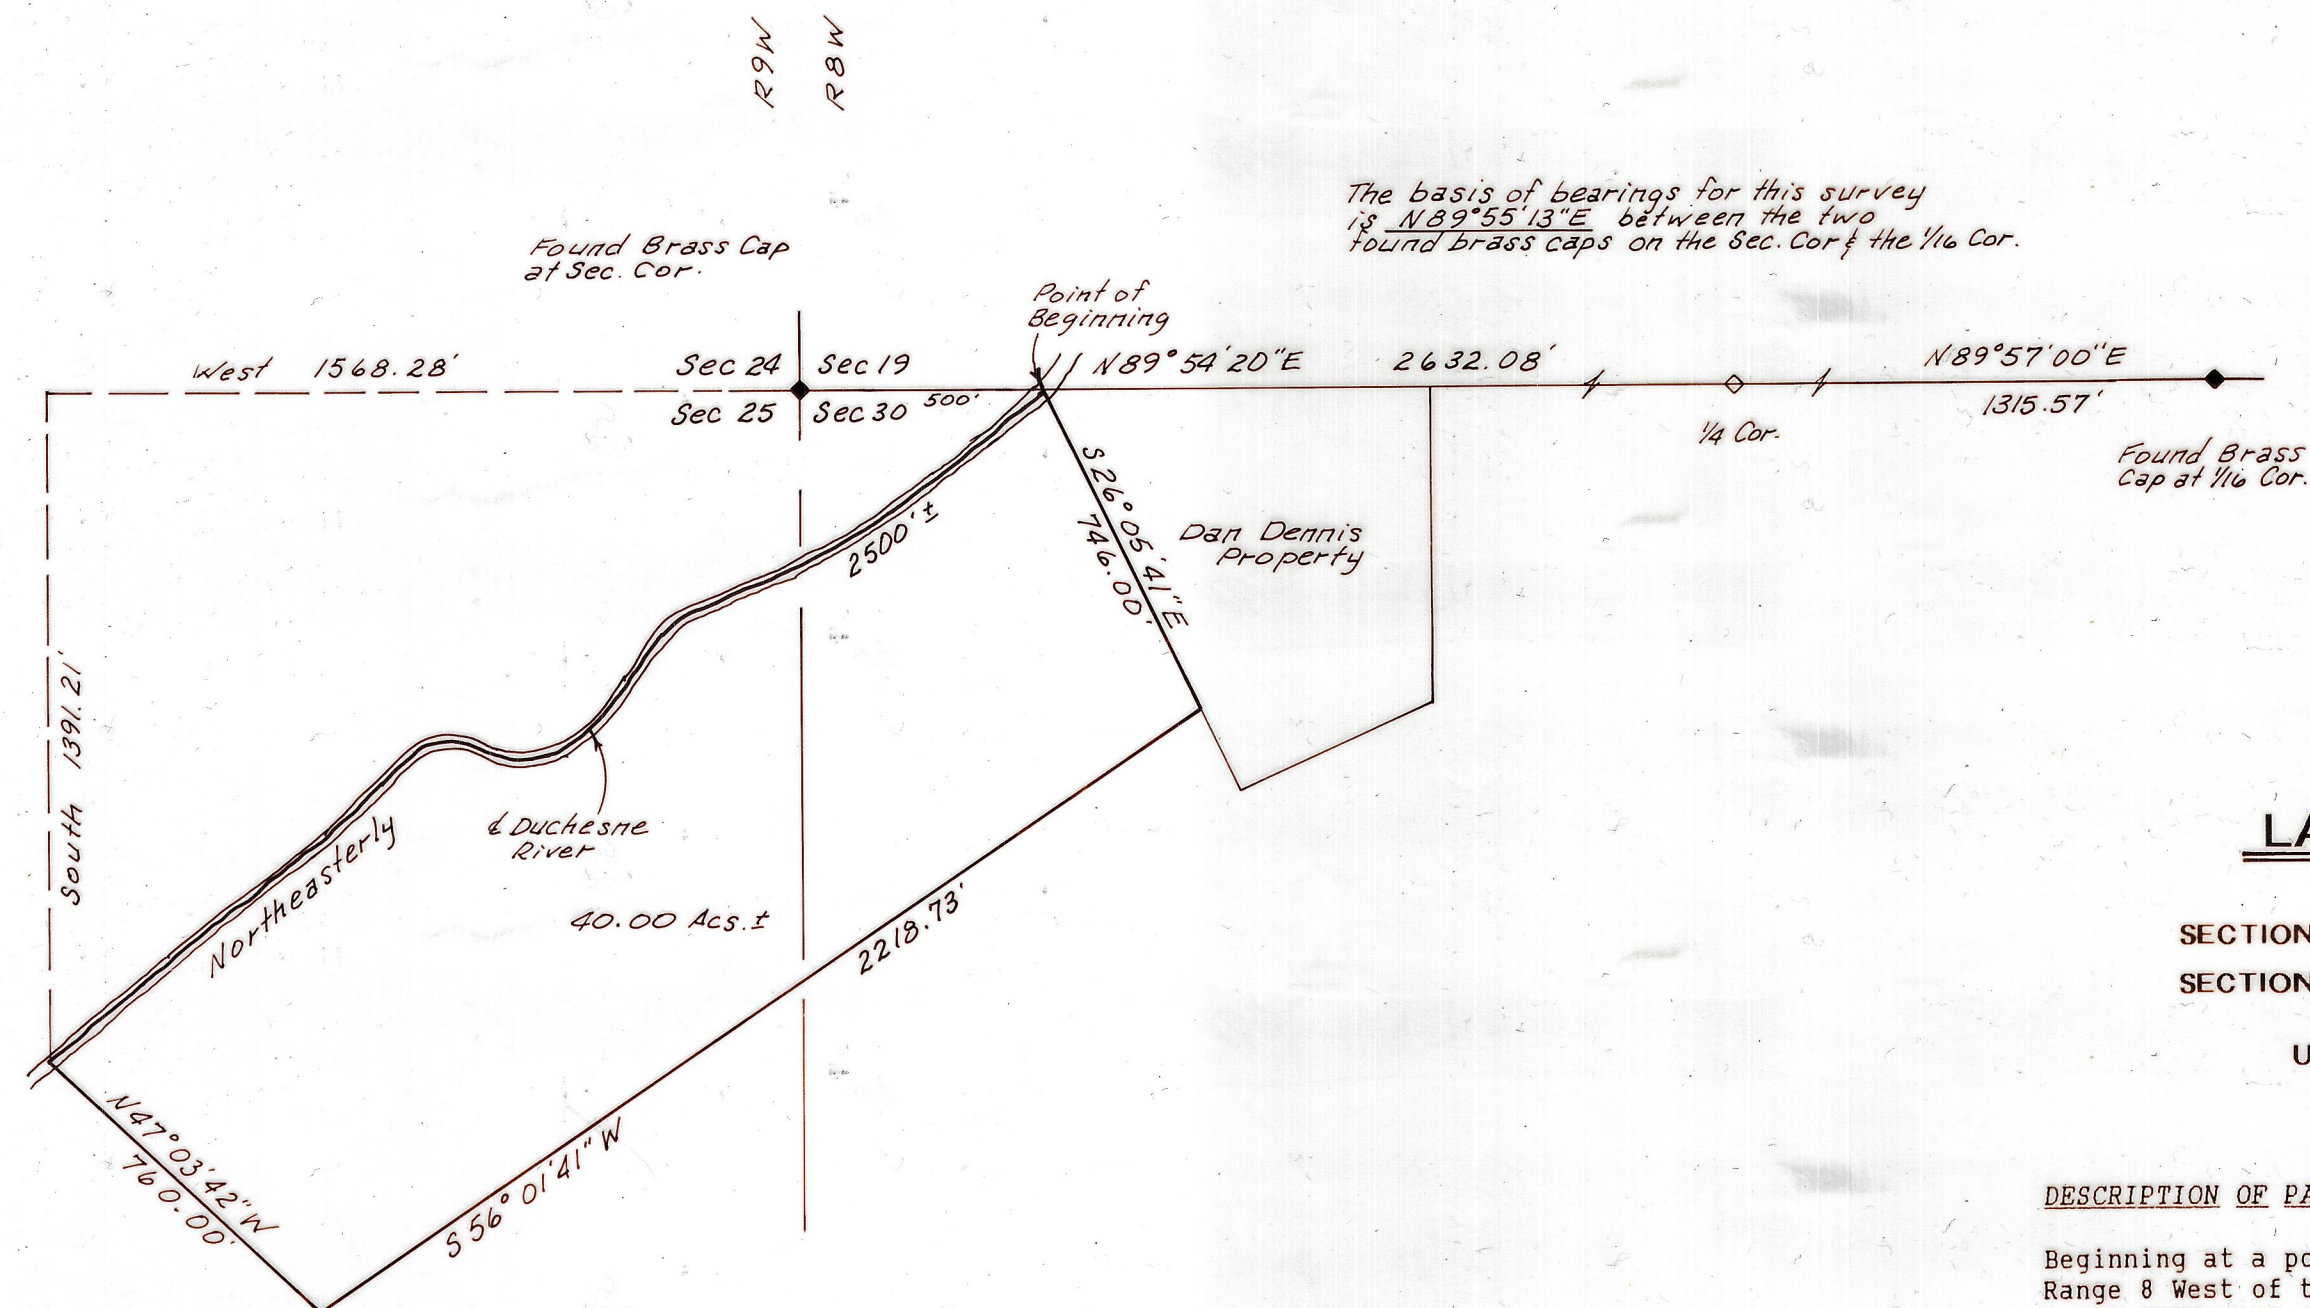 R9W
R8W
The basis of bearings for this survey
is N89°55'13"E between the two
found brass caps on the Sec. Cor & the 1/16 Cor.
Found Brass Cap
at Sec. Cor.
Point of
Beginning
West 1568.28'
Sec 24
Sec 19
N89°54'20"E
2632.08'
N89°57'00"E
Sec 25
Sec 30
500'
1315.57'
1/4 Cor.
Found Brass
Cap at 1/16 Cor.
S26°05'41"E
746.00'
Dan Dennis
Property
2500'±
South 1391.21'
℄ Duchesne
River
Northeasterly
40.00 Acs.±
2218.73'
S56°01'41"W
N47°03'42"W
760.00'
LA
SECTION
SECTION
U
DESCRIPTION OF PA
Beginning at a po
Range 8 West of t